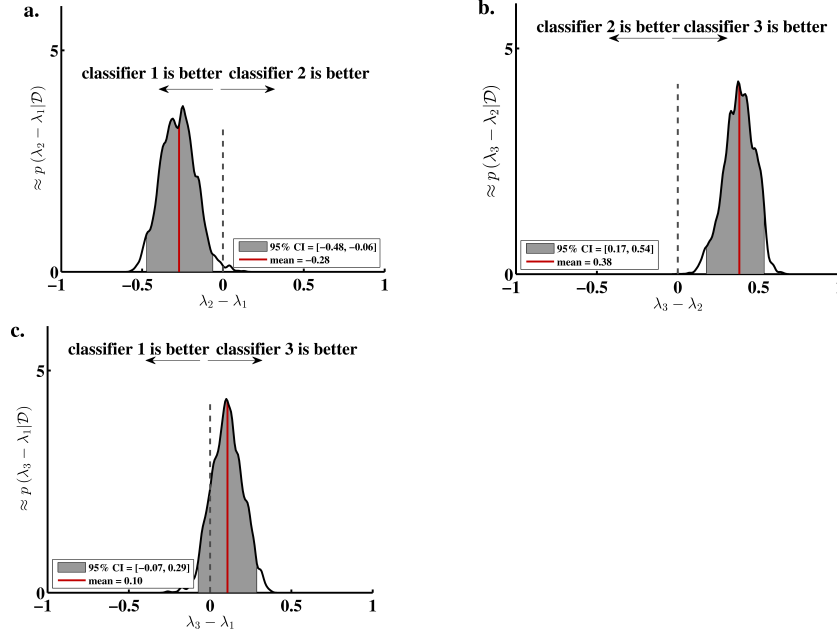 a.
5
classifier 1 is better classifier 2 is better
≈ p (λ₂ − λ₁|𝒟)
95% CI = [−0.48, −0.06]
mean = −0.28
0
−1 −0.5 0 0.5 1
λ₂ − λ₁
b.
5
classifier 2 is better classifier 3 is better
≈ p (λ₃ − λ₂|𝒟)
95% CI = [0.17, 0.54]
mean = 0.38
0
−1 −0.5 0 0.5
λ₃ − λ₂
c.
5
classifier 1 is better classifier 3 is better
≈ p (λ₃ − λ₁|𝒟)
95% CI = [−0.07, 0.29]
mean = 0.10
0
−1 −0.5 0 0.5 1
λ₃ − λ₁